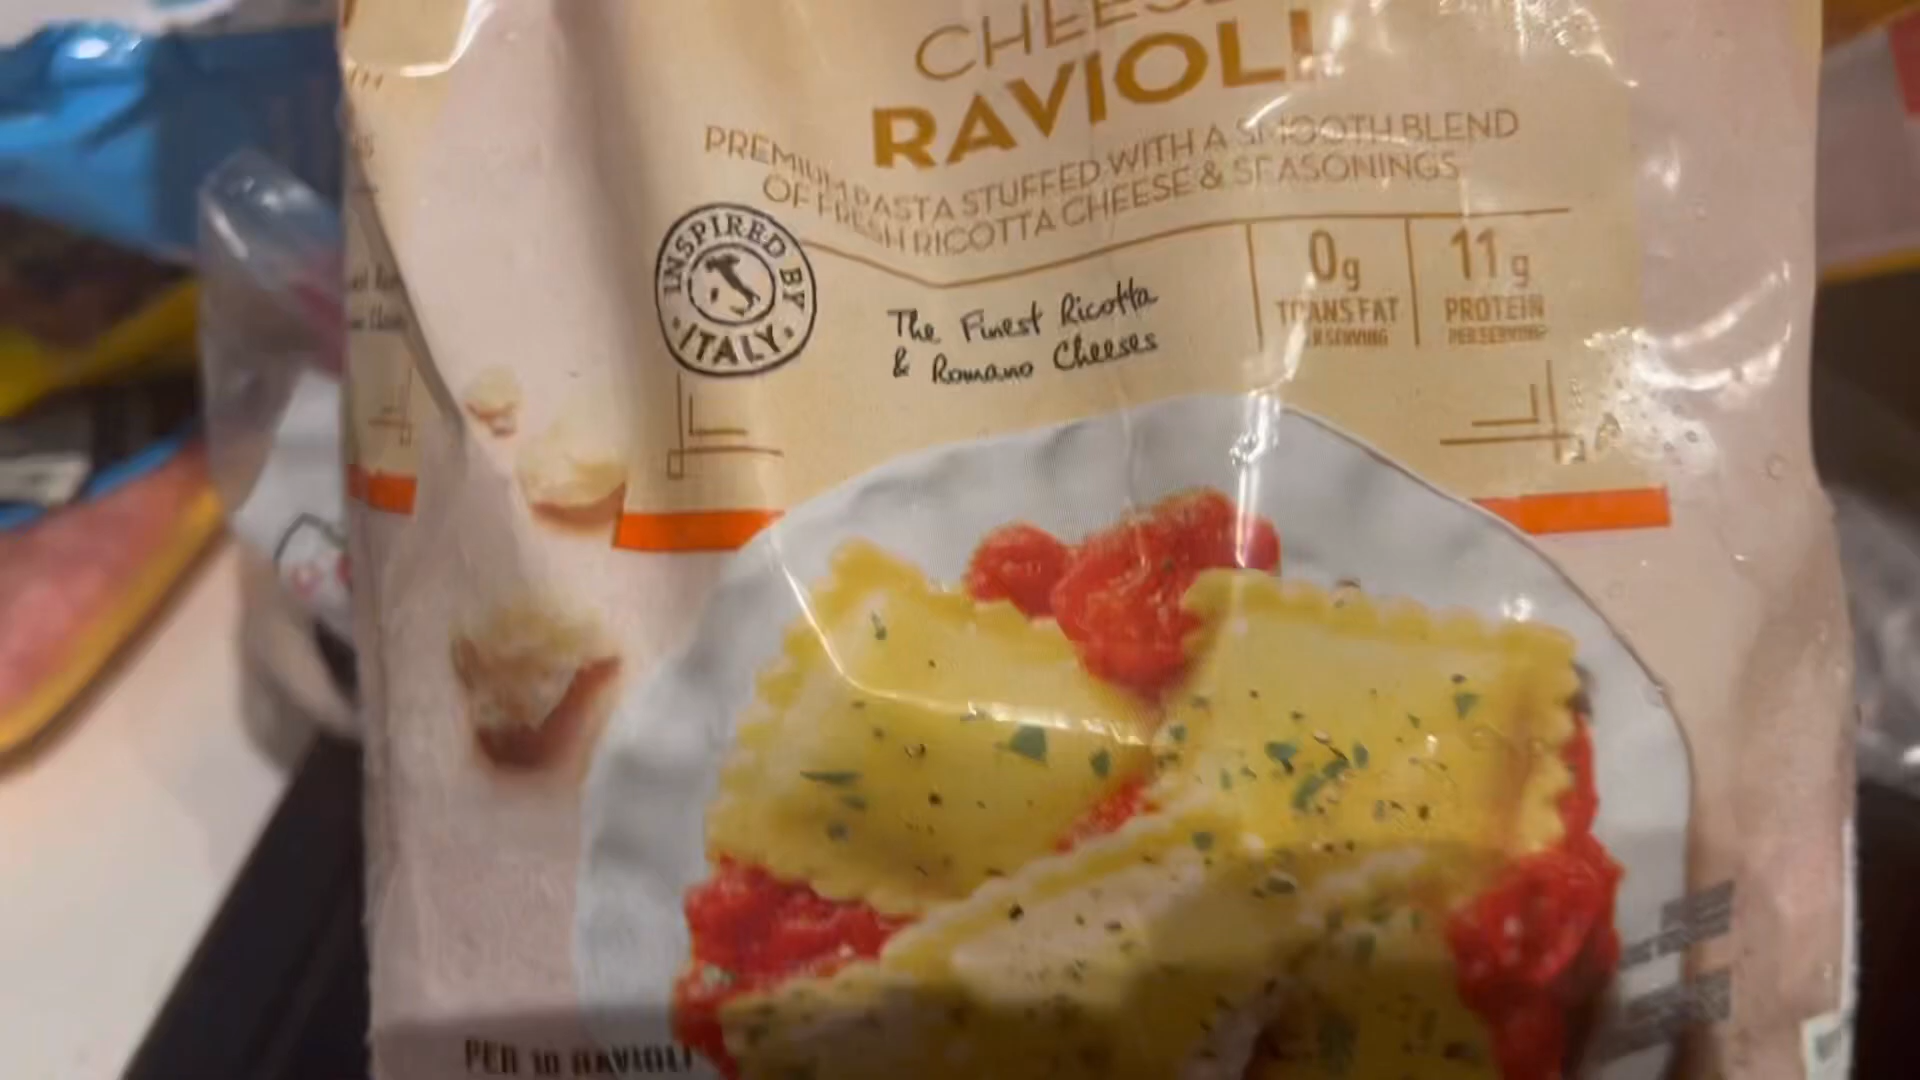 CHEESE
RAVIOLI
PREMIUM PASTA STUFFED WITH A SMOOTH BLEND
OF FRESH RICOTTA CHEESE & SEASONINGS
INSPIRED BY
ITALY
The Finest Ricotta
& Romano Cheeses
0g
TRANS FAT
PER SERVING
11g
PROTEIN
PER SERVING
PER 10 RAVIOLI